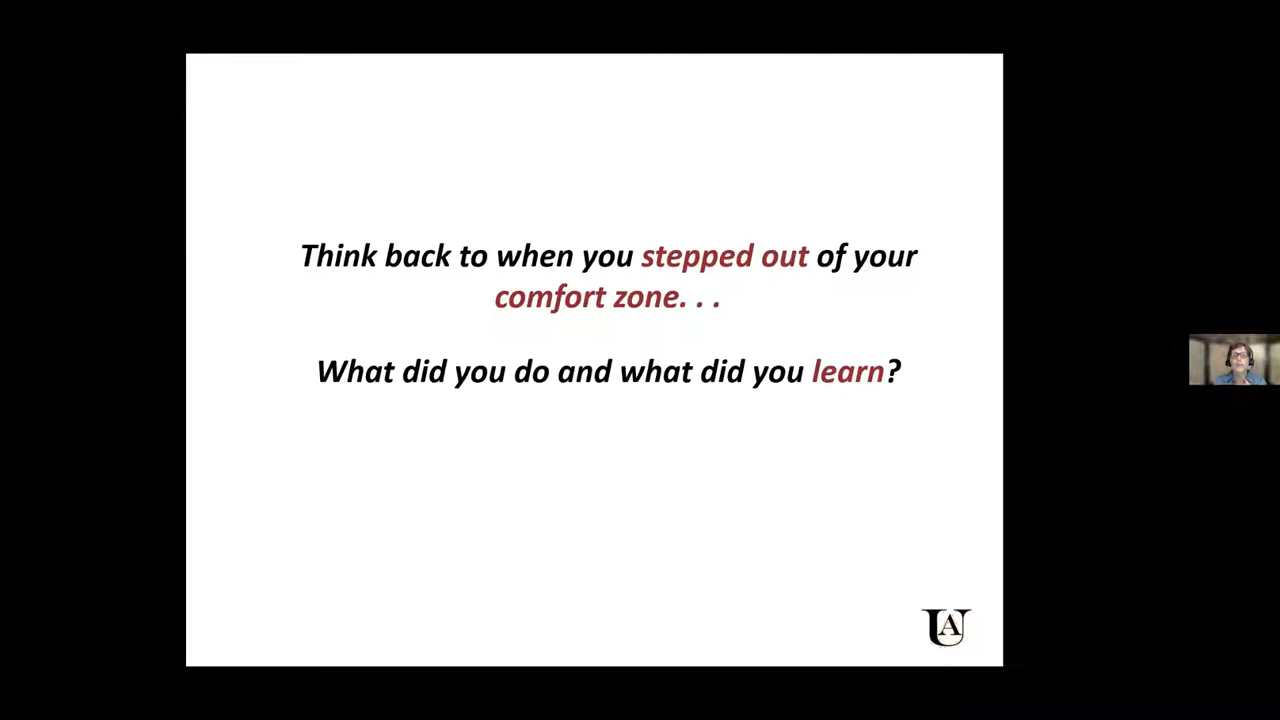 Think back to when you stepped out of your
comfort zone. . .
What did you do and what did you learn?
UA